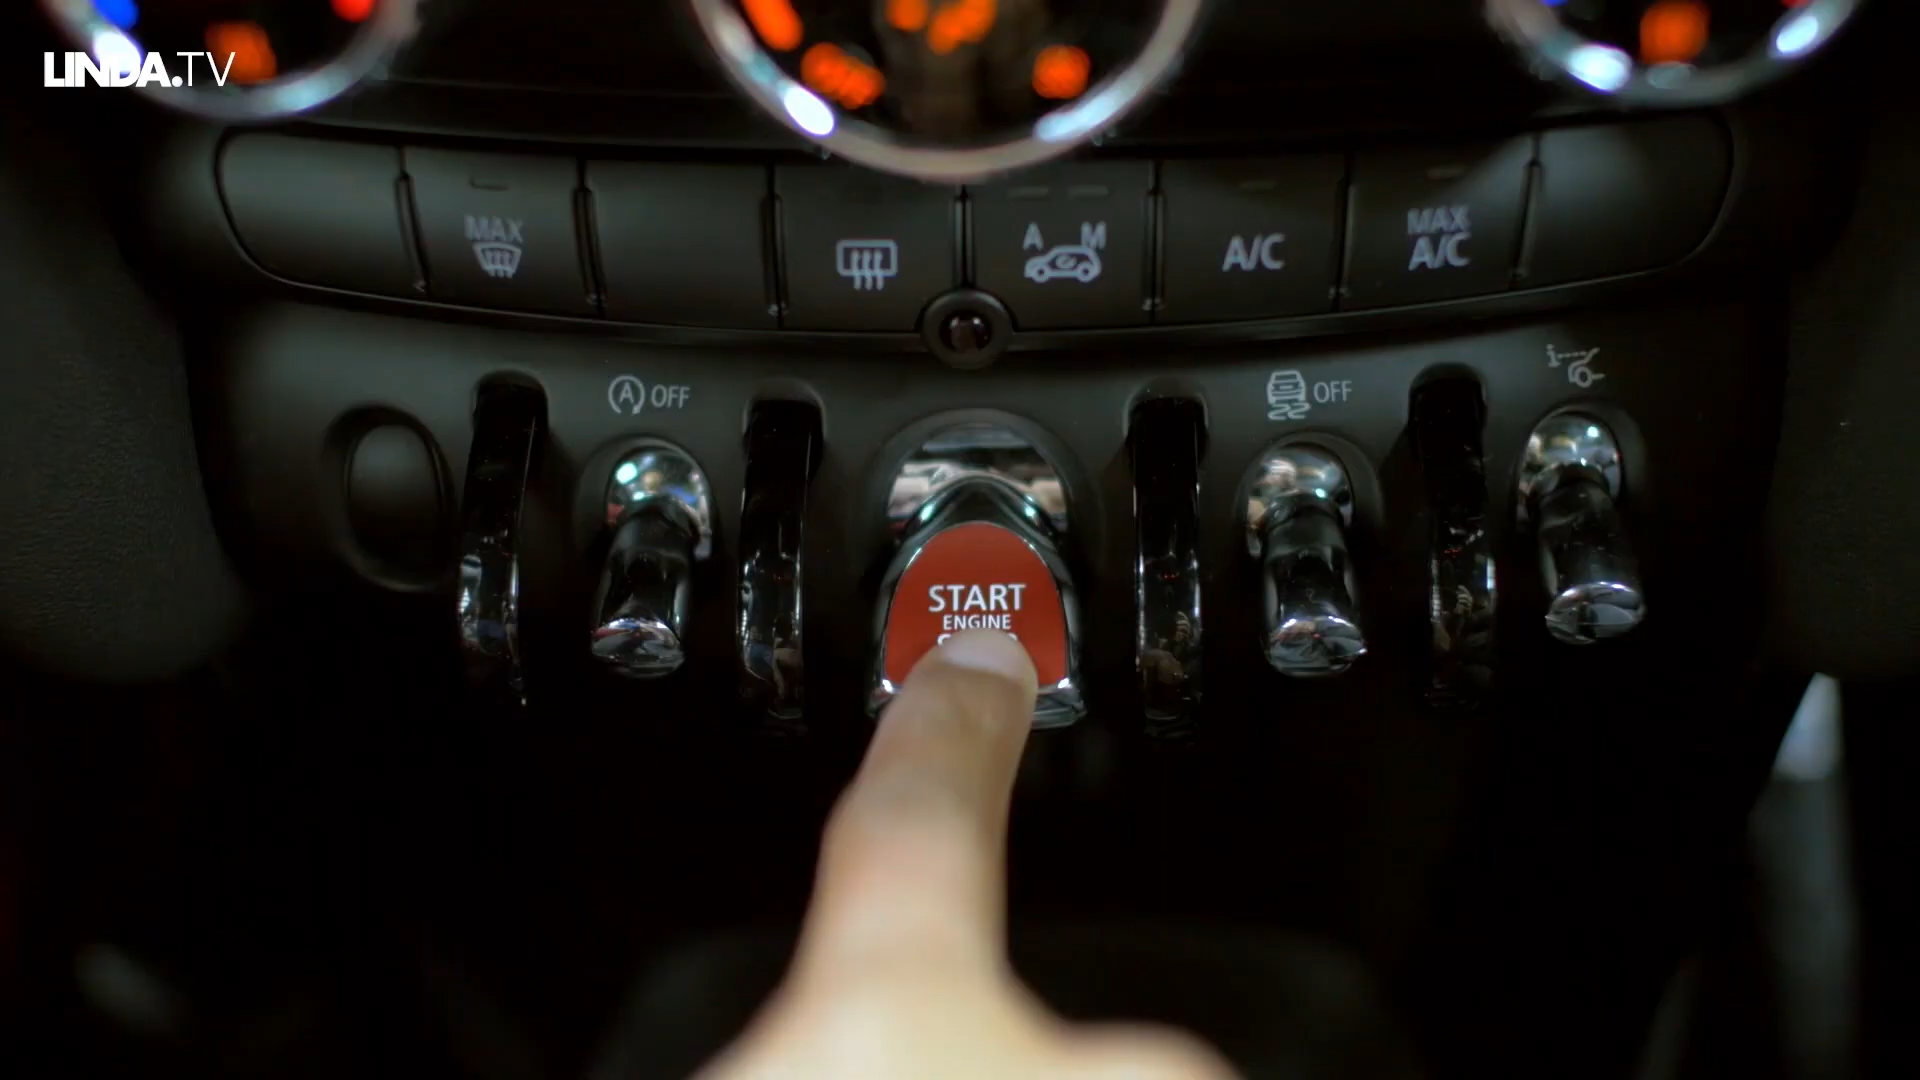 LINDA.TV
MAX
A M
A/C
MAX
A/C
A OFF
OFF
i
START
ENGINE